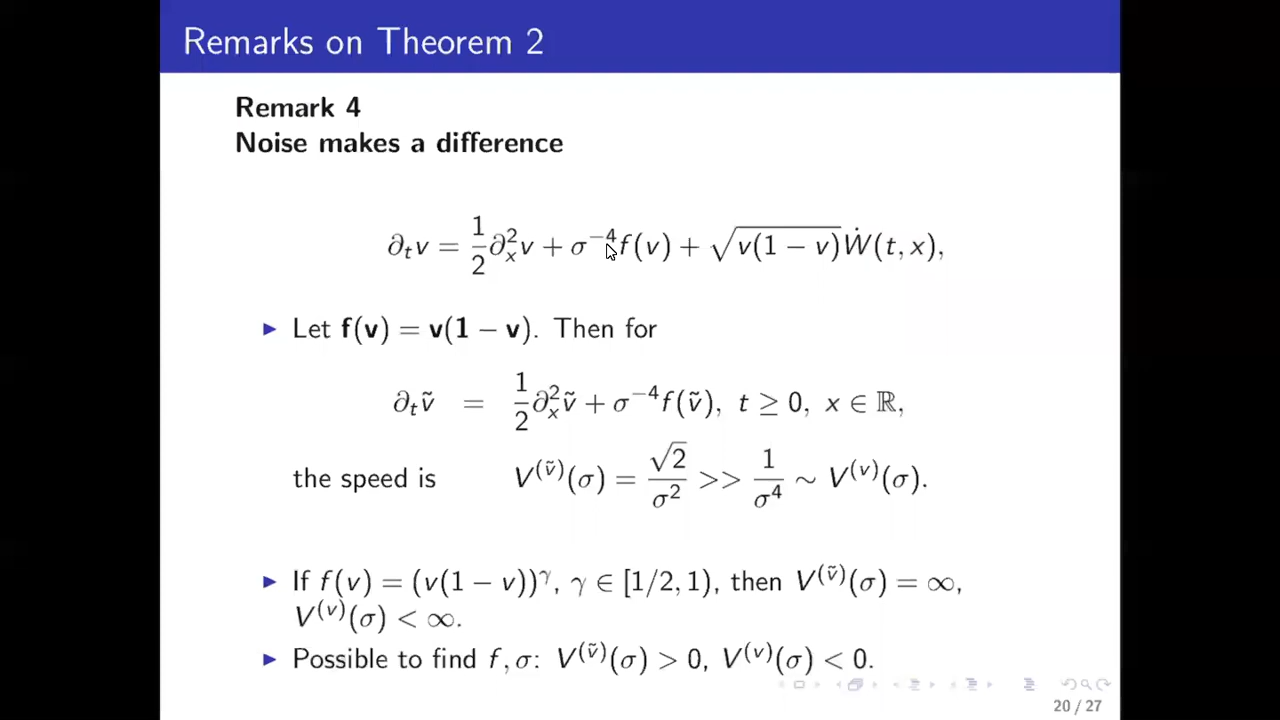 Remarks on Theorem 2
Remark 4
Noise makes a difference
∂ₜv = 1/2 ∂ₓ²v + σ⁻⁴f(v) + √(v(1 − v))Ẇ(t, x),
▶ Let f(v) = v(1 − v). Then for
∂ₜṽ = 1/2 ∂ₓ²ṽ + σ⁻⁴f(ṽ), t ≥ 0, x ∈ ℝ,
the speed is V⁽ṽ⁾(σ) = √2/σ² >> 1/σ⁴ ∼ V⁽ᵛ⁾(σ).
▶ If f(v) = (v(1 − v))ᵞ, γ ∈ [1/2, 1), then V⁽ṽ⁾(σ) = ∞,
V⁽ᵛ⁾(σ) < ∞.
▶ Possible to find f, σ: V⁽ṽ⁾(σ) > 0, V⁽ᵛ⁾(σ) < 0.
20 / 27